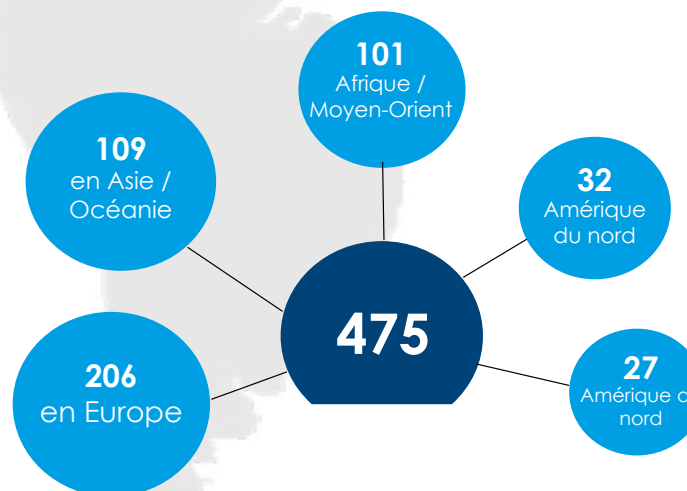 101
Afrique /
Moyen-Orient
109
en Asie /
Océanie
32
Amérique
du nord
475
206
en Europe
27
Amérique d
nord